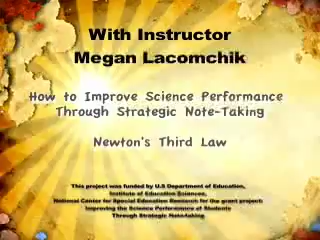 With Instructor
Megan Lacomchik
How to Improve Science Performance
Through Strategic Note-Taking
Newton's Third Law
This project was funded by U.S Department of Education,
Institute of Education Sciences,
National Center for Special Education Research for the grant project:
Improving the Science Performance of Students
Through Strategic Notetaking